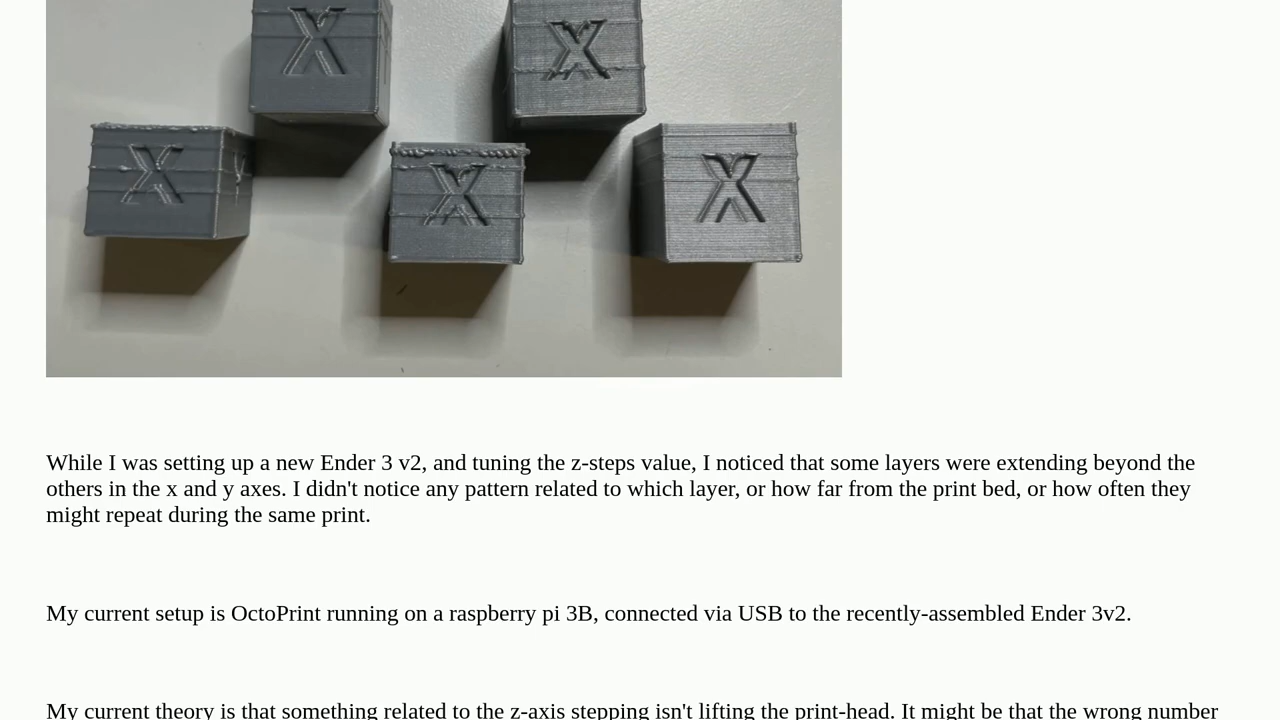 X
X
X
Y
X
X
While I was setting up a new Ender 3 v2, and tuning the z-steps value, I noticed that some layers were extending beyond the
others in the x and y axes. I didn't notice any pattern related to which layer, or how far from the print bed, or how often they
might repeat during the same print.
My current setup is OctoPrint running on a raspberry pi 3B, connected via USB to the recently-assembled Ender 3v2.
My current theory is that something related to the z-axis stepping isn't lifting the print-head. It might be that the wrong number